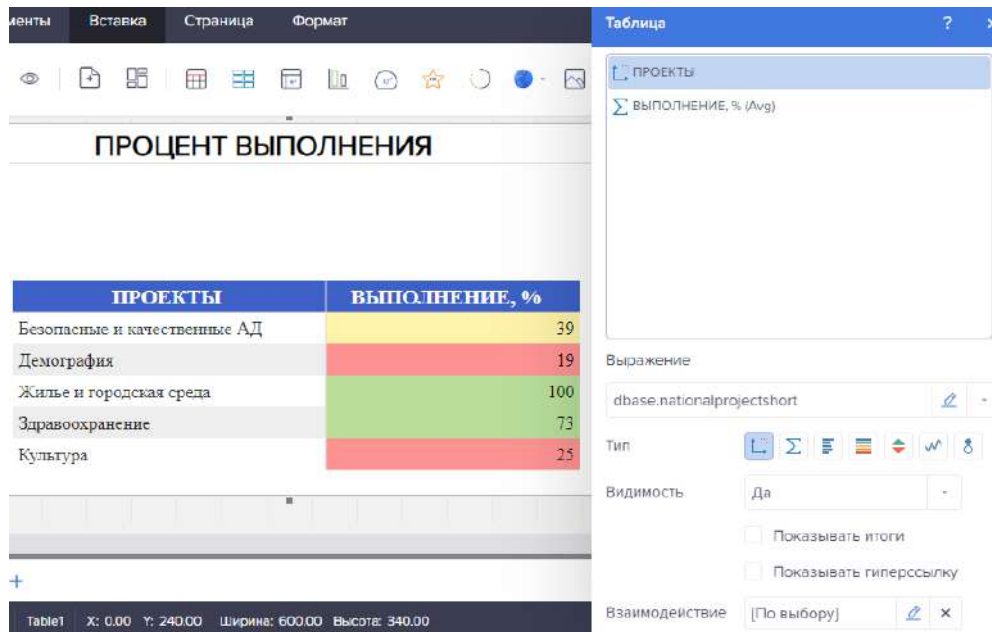 менты Вставка Страница Формат
ПРОЦЕНТ ВЫПОЛНЕНИЯ
ПРОЕКТЫ ВЫПОЛНЕНИЕ, %
Безопасные и качественные АД 39
Демография 19
Жилье и городская среда 100
Здравоохранение 73
Культура 25
+
Table1 X: 0.00 Y: 240.00 Ширина: 600.00 Высота: 340.00
Таблица ?
ПРОЕКТЫ
ВЫПОЛНЕНИЕ, % (Avg)
Выражение
dbase.nationalprojectshort
Тип
Видимость Да
Показывать итоги
Показывать гиперссылку
Взаимодействие [По выбору]